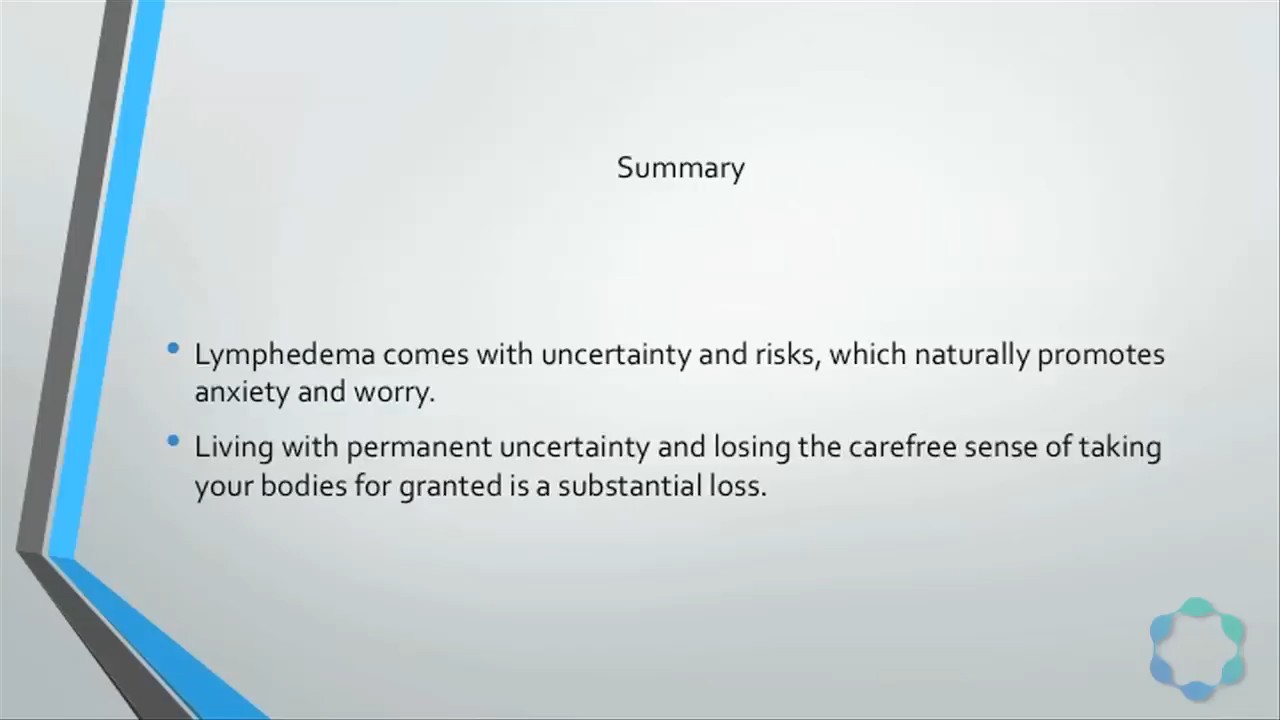 Summary
• Lymphedema comes with uncertainty and risks, which naturally promotes
anxiety and worry.
• Living with permanent uncertainty and losing the carefree sense of taking
your bodies for granted is a substantial loss.